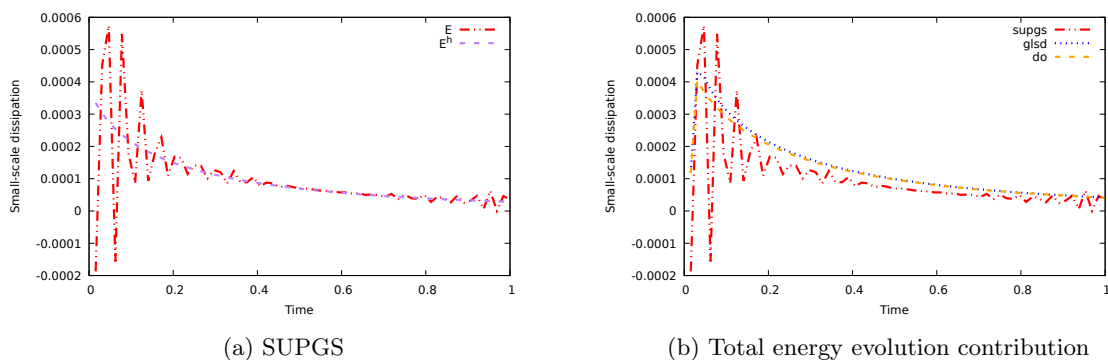 0.0006
0.0005
0.0004
0.0003
0.0002
0.0001
0
-0.0001
-0.0002
Small-scale dissipation
E
E^h
0 0.2 0.4 0.6 0.8 1
Time
(a) SUPGS
0.0006
0.0005
0.0004
0.0003
0.0002
0.0001
0
-0.0001
-0.0002
Small-scale dissipation
supgs
glsd
do
0 0.2 0.4 0.6 0.8 1
Time
(b) Total energy evolution contribution